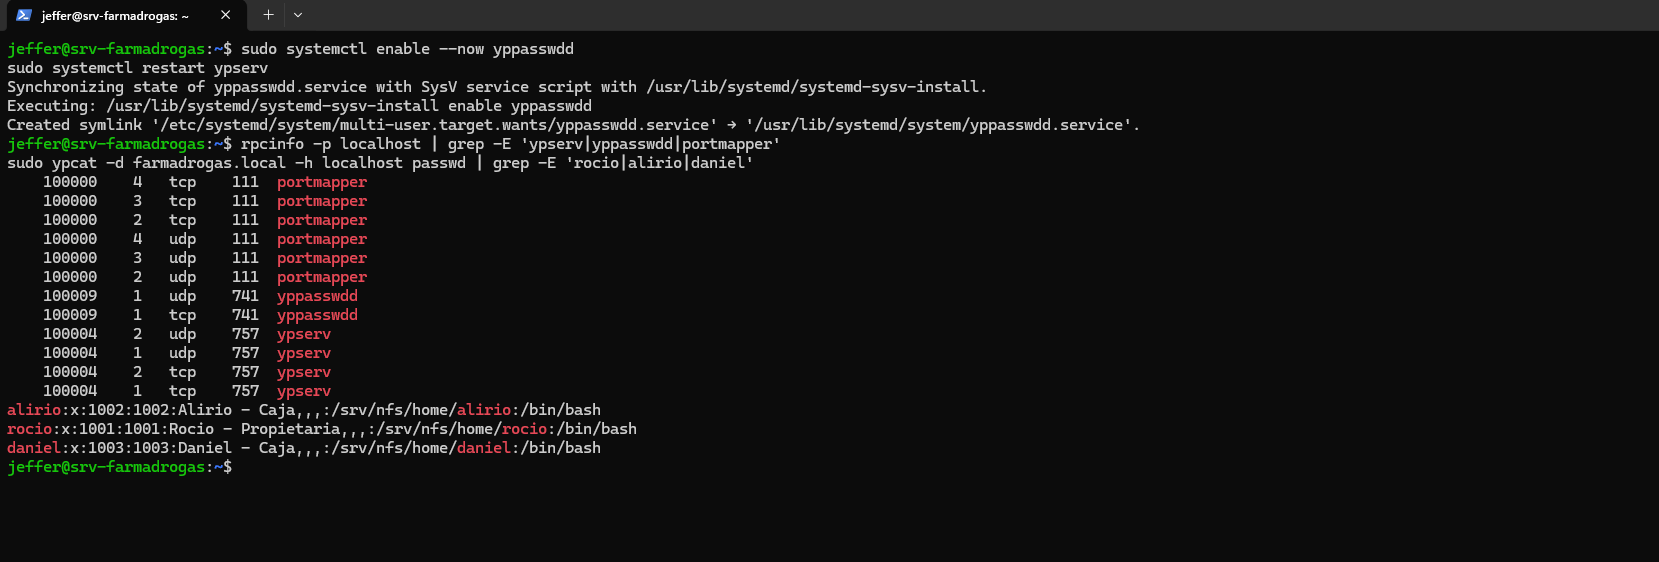 jeffer@srv-farmadrogas: ~
jeffer@srv-farmadrogas:~$ sudo systemctl enable --now yppasswdd
sudo systemctl restart ypserv
Synchronizing state of yppasswdd.service with SysV service script with /usr/lib/systemd/systemd-sysv-install.
Executing: /usr/lib/systemd/systemd-sysv-install enable yppasswdd
Created symlink '/etc/systemd/system/multi-user.target.wants/yppasswdd.service' → '/usr/lib/systemd/system/yppasswdd.service'.
jeffer@srv-farmadrogas:~$ rpcinfo -p localhost | grep -E 'ypserv|yppasswdd|portmapper'
sudo ypcat -d farmadrogas.local -h localhost passwd | grep -E 'rocio|alirio|daniel'
    100000    4   tcp    111  portmapper
    100000    3   tcp    111  portmapper
    100000    2   tcp    111  portmapper
    100000    4   udp    111  portmapper
    100000    3   udp    111  portmapper
    100000    2   udp    111  portmapper
    100009    1   udp    741  yppasswdd
    100009    1   tcp    741  yppasswdd
    100004    2   udp    757  ypserv
    100004    1   udp    757  ypserv
    100004    2   tcp    757  ypserv
    100004    1   tcp    757  ypserv
alirio:x:1002:1002:Alirio - Caja,,,:/srv/nfs/home/alirio:/bin/bash
rocio:x:1001:1001:Rocio - Propietaria,,,:/srv/nfs/home/rocio:/bin/bash
daniel:x:1003:1003:Daniel - Caja,,,:/srv/nfs/home/daniel:/bin/bash
jeffer@srv-farmadrogas:~$